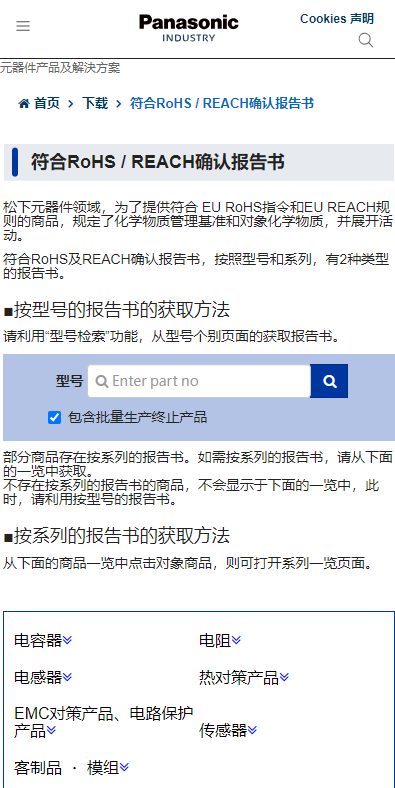 Panasonic
INDUSTRY
Cookies 声明
元器件产品及解决方案
首页 > 下载 > 符合RoHS / REACH确认报告书
符合RoHS / REACH确认报告书
松下元器件领域，为了提供符合 EU RoHS指令和EU REACH规
则的商品，规定了化学物质管理基准和对象化学物质，并展开活
动。
符合RoHS及REACH确认报告书，按照型号和系列，有2种类型
的报告书。
■按型号的报告书的获取方法
请利用“型号检索”功能，从型号个别页面的获取报告书。
型号 Enter part no
包含批量生产终止产品
部分商品存在按系列的报告书。如需按系列的报告书，请从下面
的一览中获取。
不存在按系列的报告书的商品，不会显示于下面的一览中，此
时，请利用按型号的报告书。
■按系列的报告书的获取方法
从下面的商品一览中点击对象商品，则可打开系列一览页面。
电容器 电阻
电感器 热对策产品
EMC对策产品、电路保护
产品 传感器
客制品 · 模组